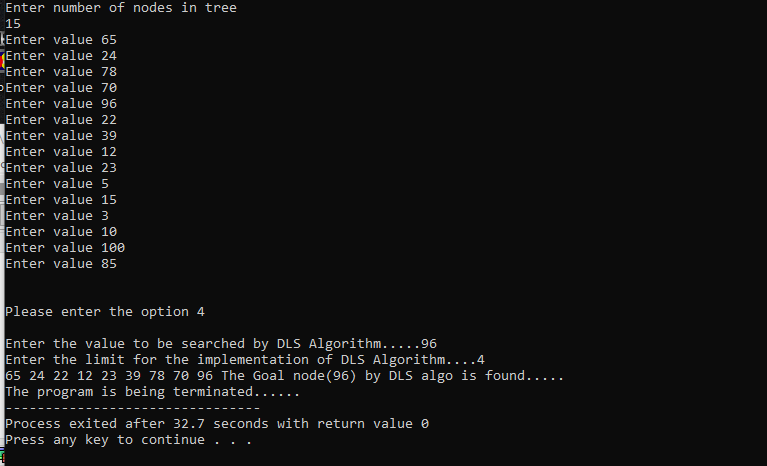 Enter number of nodes in tree
15
Enter value 65
Enter value 24
Enter value 78
Enter value 70
Enter value 96
Enter value 22
Enter value 39
Enter value 12
Enter value 23
Enter value 5
Enter value 15
Enter value 3
Enter value 10
Enter value 100
Enter value 85
Please enter the option 4
Enter the value to be searched by DLS Algorithm.....96
Enter the limit for the implementation of DLS Algorithm....4
65 24 22 12 23 39 78 70 96 The Goal node(96) by DLS algo is found.....
The program is being terminated......
--------------------------------
Process exited after 32.7 seconds with return value 0
Press any key to continue . . .